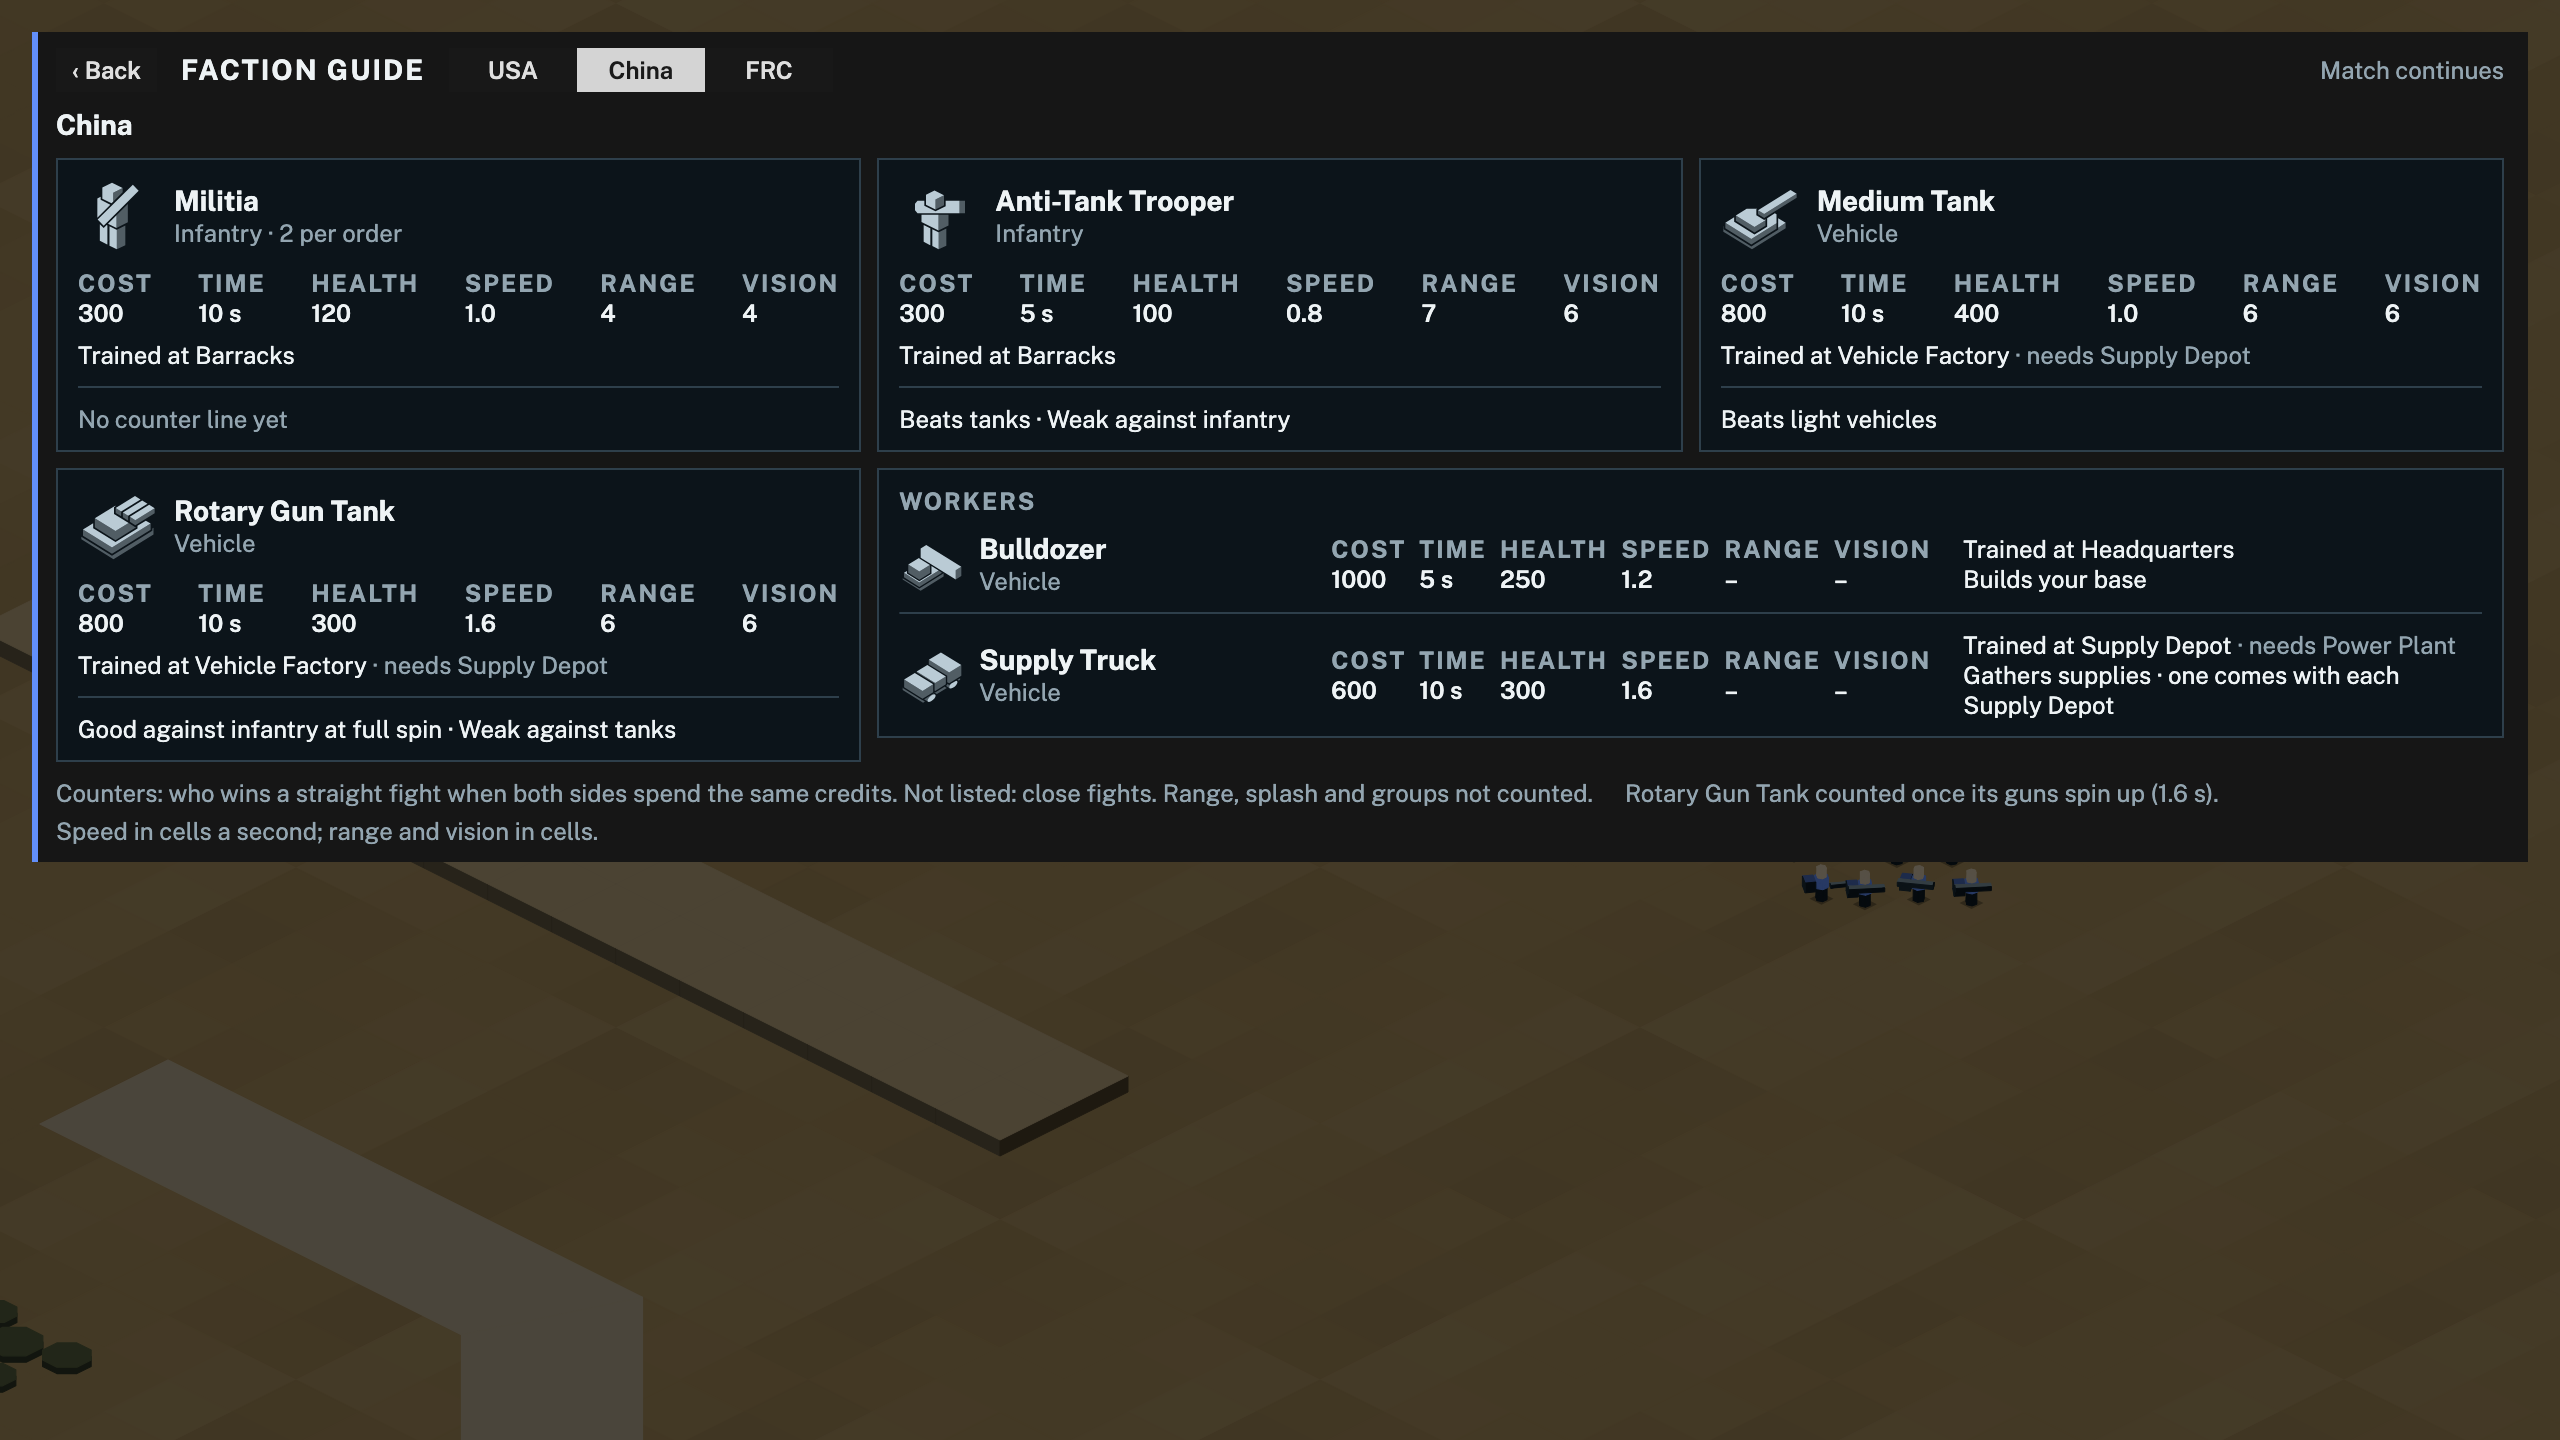 ‹ Back FACTION GUIDE USA China FRC Match continues
China
Militia
Infantry · 2 per order
COST TIME HEALTH SPEED RANGE VISION
300 10 s 120 1.0 4 4
Trained at Barracks
No counter line yet
Anti-Tank Trooper
Infantry
COST TIME HEALTH SPEED RANGE VISION
300 5 s 100 0.8 7 6
Trained at Barracks
Beats tanks · Weak against infantry
Medium Tank
Vehicle
COST TIME HEALTH SPEED RANGE VISION
800 10 s 400 1.0 6 6
Trained at Vehicle Factory · needs Supply Depot
Beats light vehicles
Rotary Gun Tank
Vehicle
COST TIME HEALTH SPEED RANGE VISION
800 10 s 300 1.6 6 6
Trained at Vehicle Factory · needs Supply Depot
Good against infantry at full spin · Weak against tanks
WORKERS
Bulldozer
Vehicle
COST TIME HEALTH SPEED RANGE VISION
1000 5 s 250 1.2 – –
Trained at Headquarters
Builds your base
Supply Truck
Vehicle
COST TIME HEALTH SPEED RANGE VISION
600 10 s 300 1.6 – –
Trained at Supply Depot · needs Power Plant
Gathers supplies · one comes with each
Supply Depot
Counters: who wins a straight fight when both sides spend the same credits. Not listed: close fights. Range, splash and groups not counted. Rotary Gun Tank counted once its guns spin up (1.6 s).
Speed in cells a second; range and vision in cells.